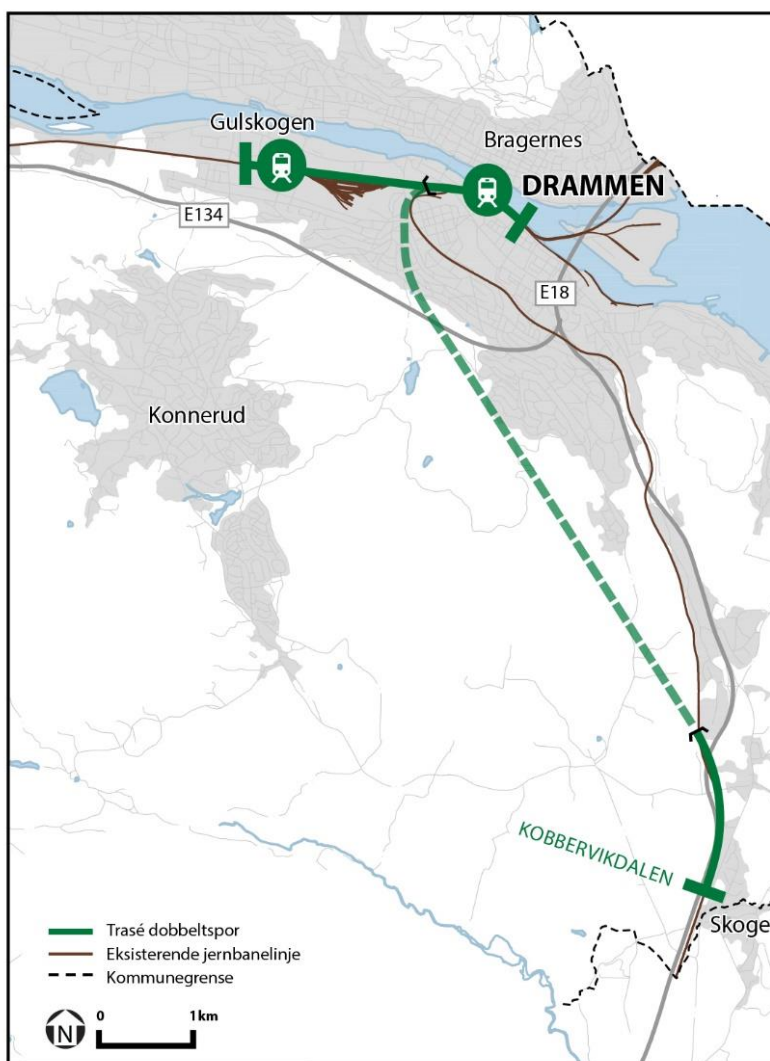 Gulskogen
Bragernes
DRAMMEN
E134
E18
Konnerud
KOBBERVIKDALEN
Skoge
Trasé dobbeltspor
Eksisterende jernbanelinje
Kommunegrense
N
0 1km